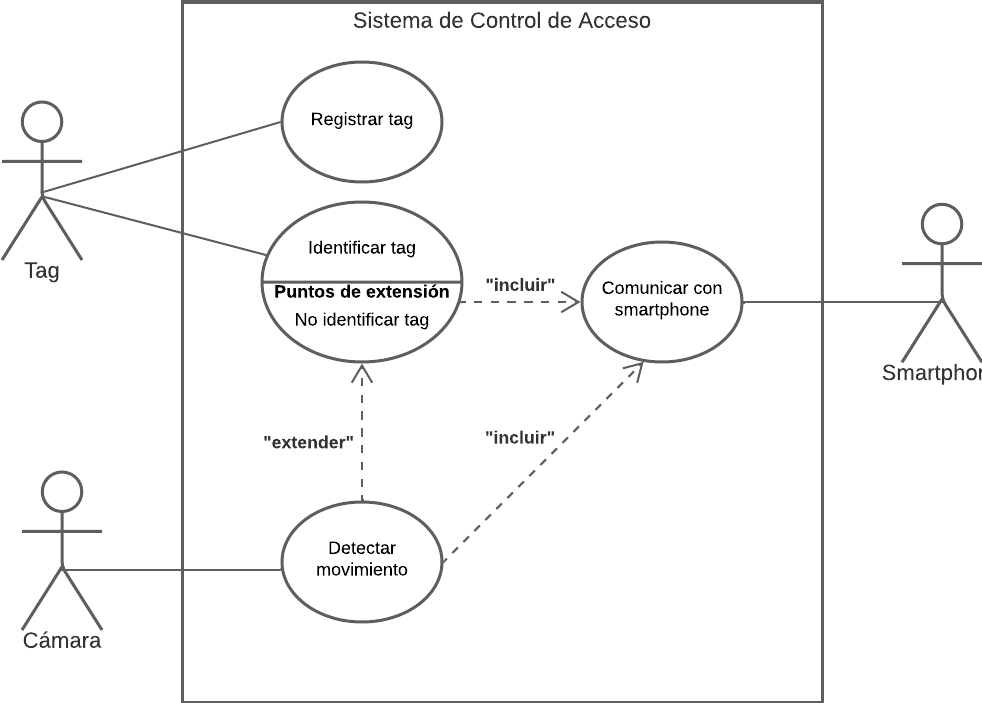 Sistema de Control de Acceso
Registrar tag
Tag
Identificar tag
Puntos de extensión
No identificar tag
"incluir"
Comunicar con
smartphone
Smartphon
"extender"
"incluir"
Detectar
movimiento
Cámara